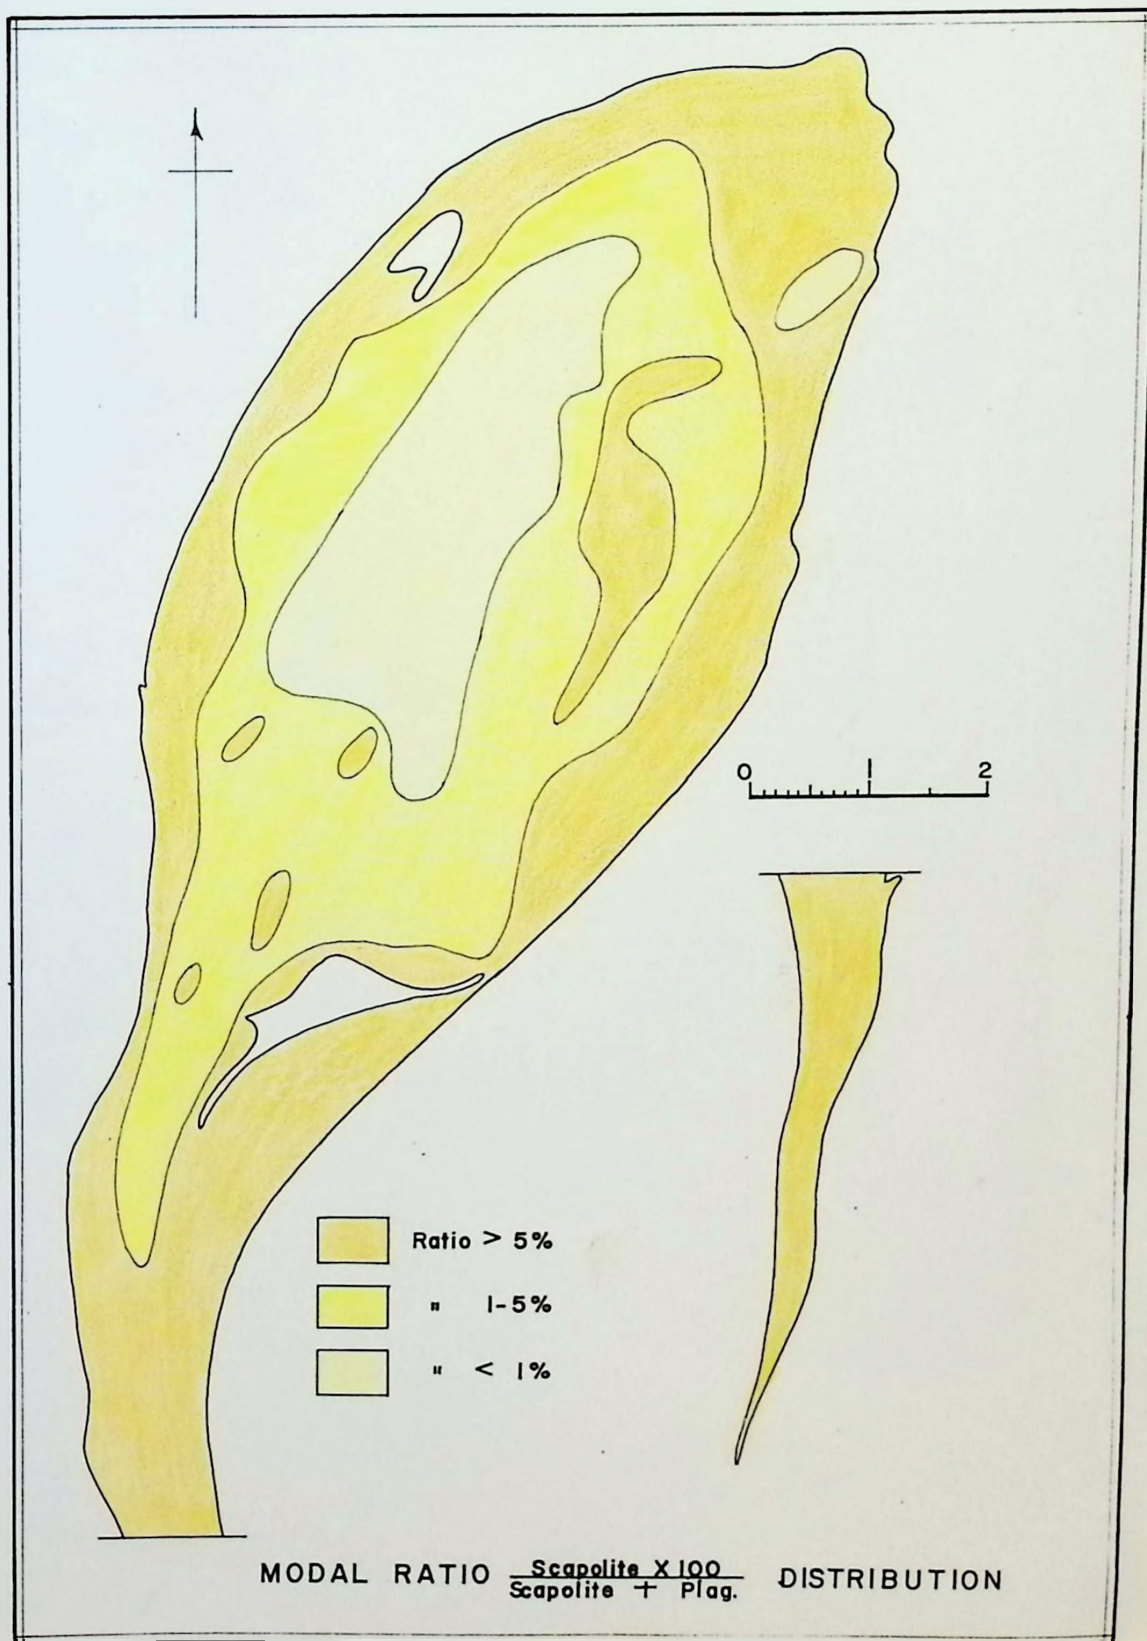 0 1 2
Ratio > 5%
" 1-5%
" < 1%
MODAL RATIO Scapolite X 100 DISTRIBUTION
Scapolite + Plag.